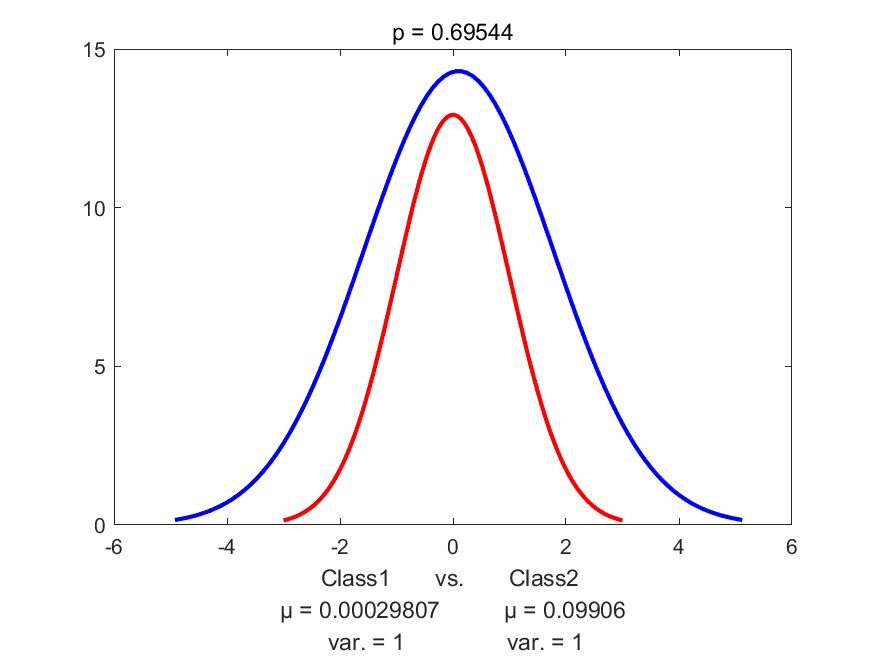 p = 0.69544
15
10
5
0
-6 -4 -2 0 2 4 6
Class1 vs. Class2
μ = 0.00029807 μ = 0.09906
var. = 1 var. = 1